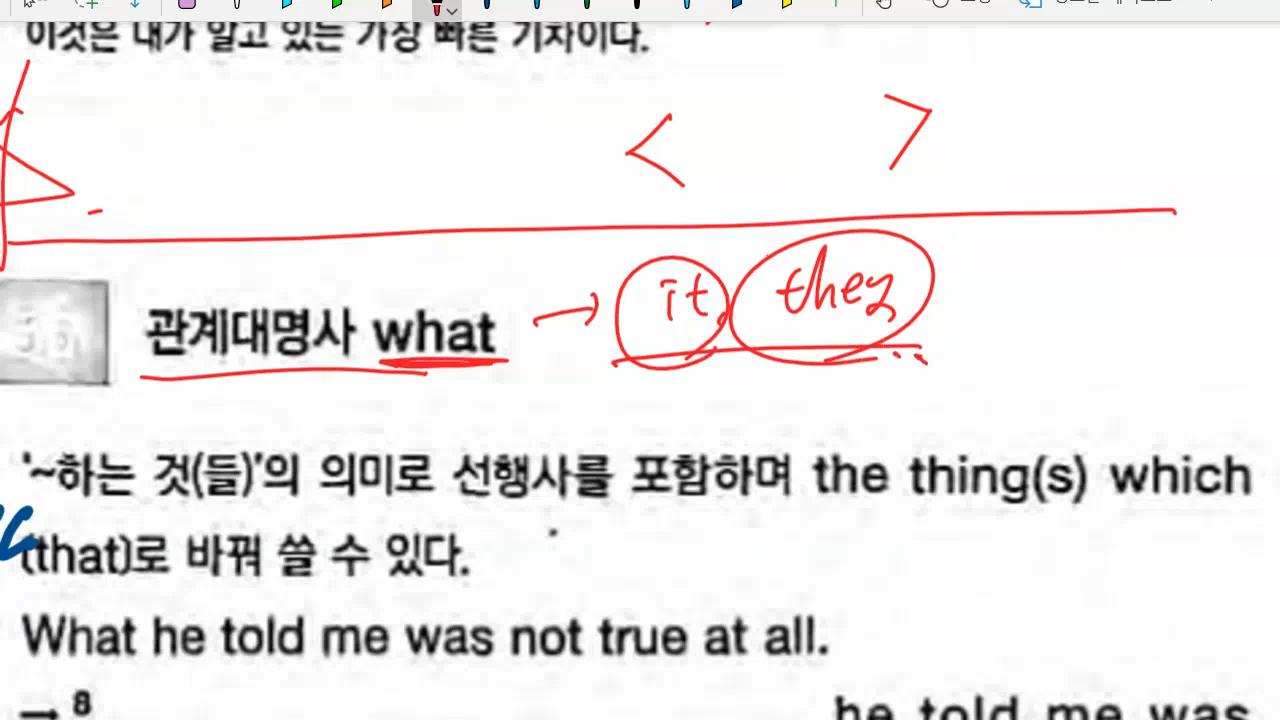 이것은 내가 알고 있는 가장 빠른 기차이다.
< >
56 관계대명사 what → it, they
'~하는 것(들)'의 의미로 선행사를 포함하며 the thing(s) which
(that)로 바꿔 쓸 수 있다.
What he told me was not true at all.
→ 8 he told me was